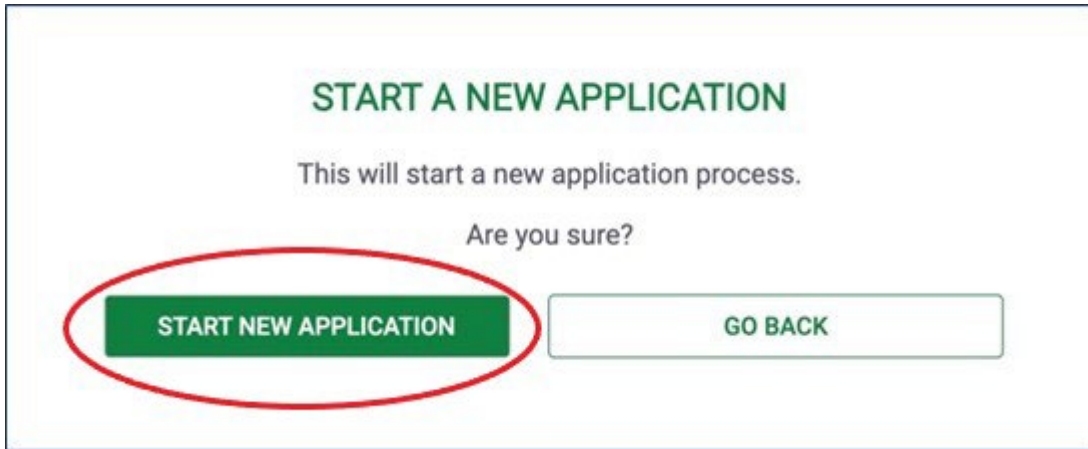 START A NEW APPLICATION
This will start a new application process.
Are you sure?
START NEW APPLICATION
GO BACK